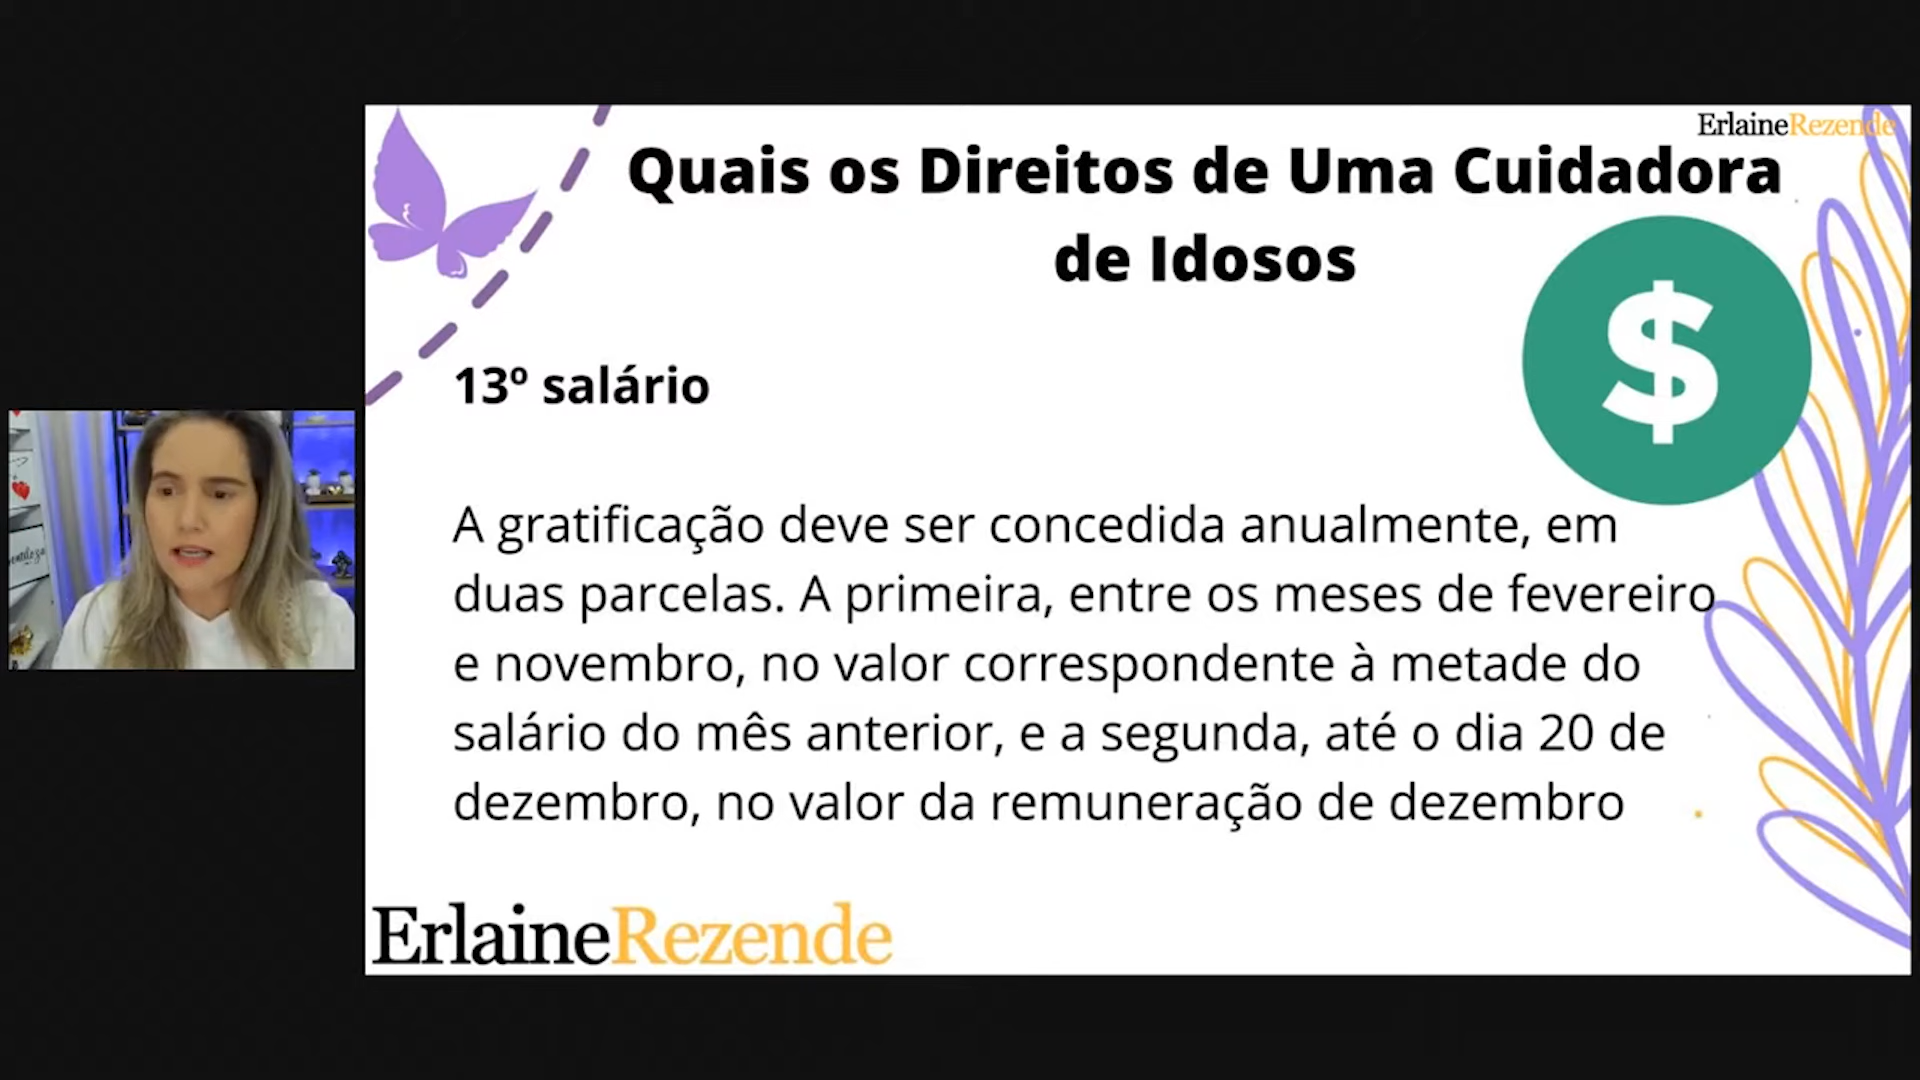 ErlaineRezende
Quais os Direitos de Uma Cuidadora
de Idosos
$
13º salário
A gratificação deve ser concedida anualmente, em
duas parcelas. A primeira, entre os meses de fevereiro
e novembro, no valor correspondente à metade do
salário do mês anterior, e a segunda, até o dia 20 de
dezembro, no valor da remuneração de dezembro
ErlaineRezende